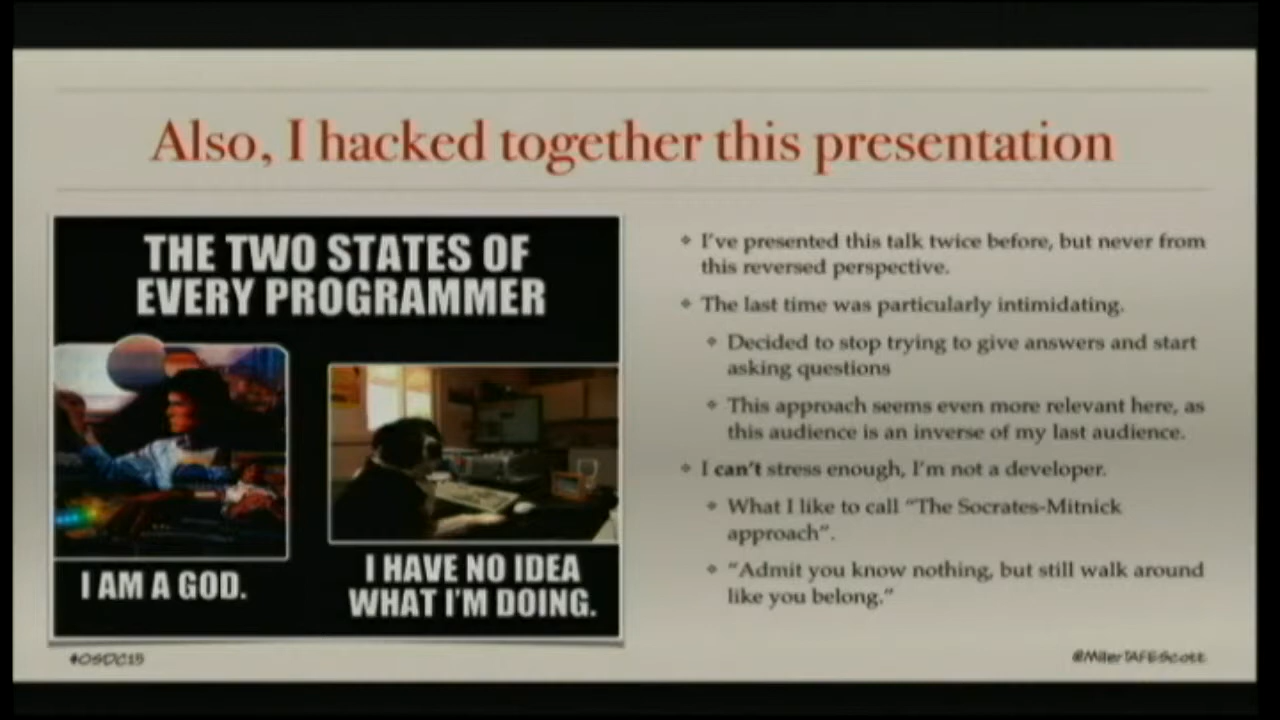 Also, I hacked together this presentation
THE TWO STATES OF
EVERY PROGRAMMER
I AM A GOD.
I HAVE NO IDEA
WHAT I'M DOING.
I've presented this talk twice before, but never from
this reversed perspective.
The last time was particularly intimidating.
Decided to stop trying to give answers and start
asking questions
This approach seems even more relevant here, as
this audience is an inverse of my last audience.
I can't stress enough, I'm not a developer.
What I like to call “The Socrates-Mitnick
approach”.
“Admit you know nothing, but still walk around
like you belong.”
#OSDC15
@MilerTAFEScott